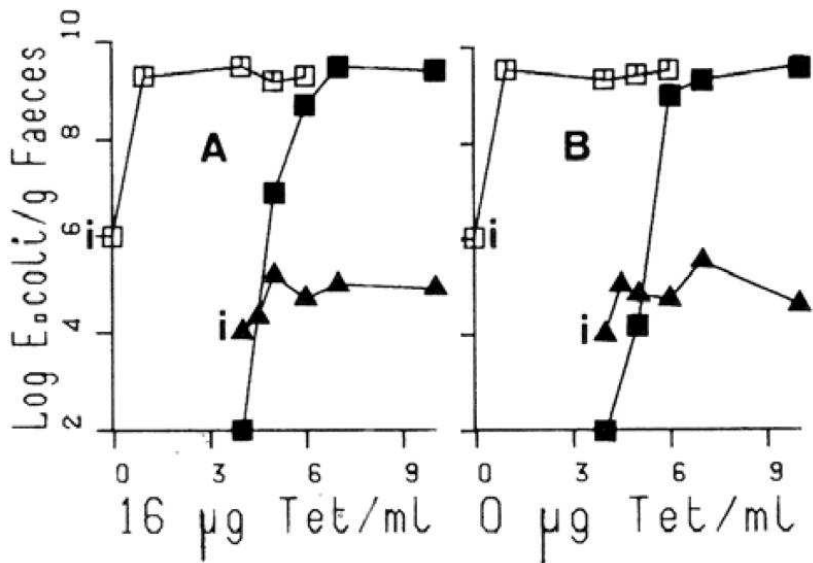 Log E.coli/g Faeces
10
8
6
4
2
A
i
i
0 3 6 9
16 µg Tet/ml
B
i
i
0 3 6 9
0 µg Tet/ml